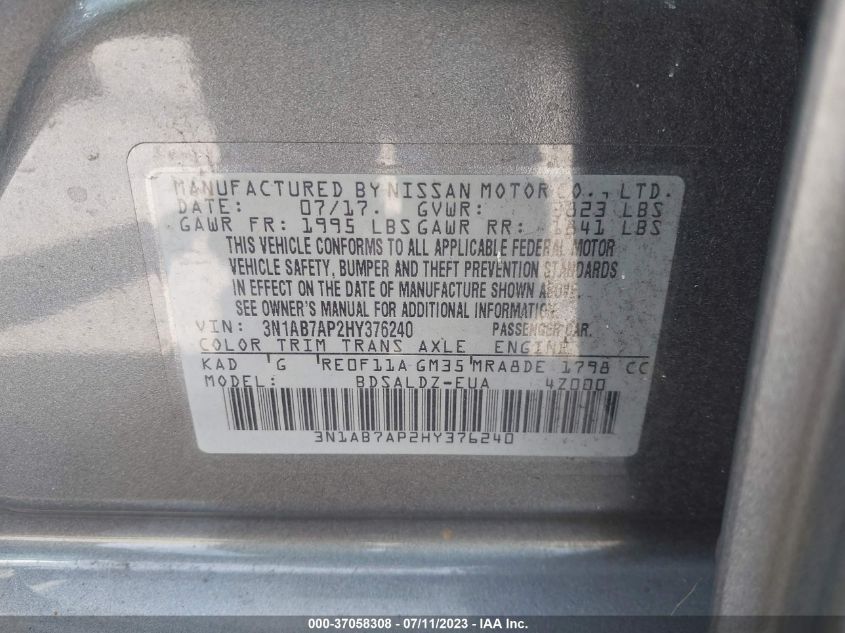 MANUFACTURED BY NISSAN MOTOR CO., LTD.
DATE: 07/17. GVWR: 3823 LBS
GAWR FR: 1995 LBS GAWR RR: 1841 LBS
THIS VEHICLE CONFORMS TO ALL APPLICABLE FEDERAL MOTOR
VEHICLE SAFETY, BUMPER AND THEFT PREVENTION STANDARDS
IN EFFECT ON THE DATE OF MANUFACTURE SHOWN ABOVE.
SEE OWNER'S MANUAL FOR ADDITIONAL INFORMATION.
VIN: 3N1AB7AP2HY376240 PASSENGER CAR.
COLOR TRIM TRANS AXLE ENGINE
KAD G RE0F11A GM35 MRA8DE 1798 CC
MODEL: BDSALDZ-EUA 4Z000
3N1AB7AP2HY376240
000-37058308 - 07/11/2023 - IAA Inc.